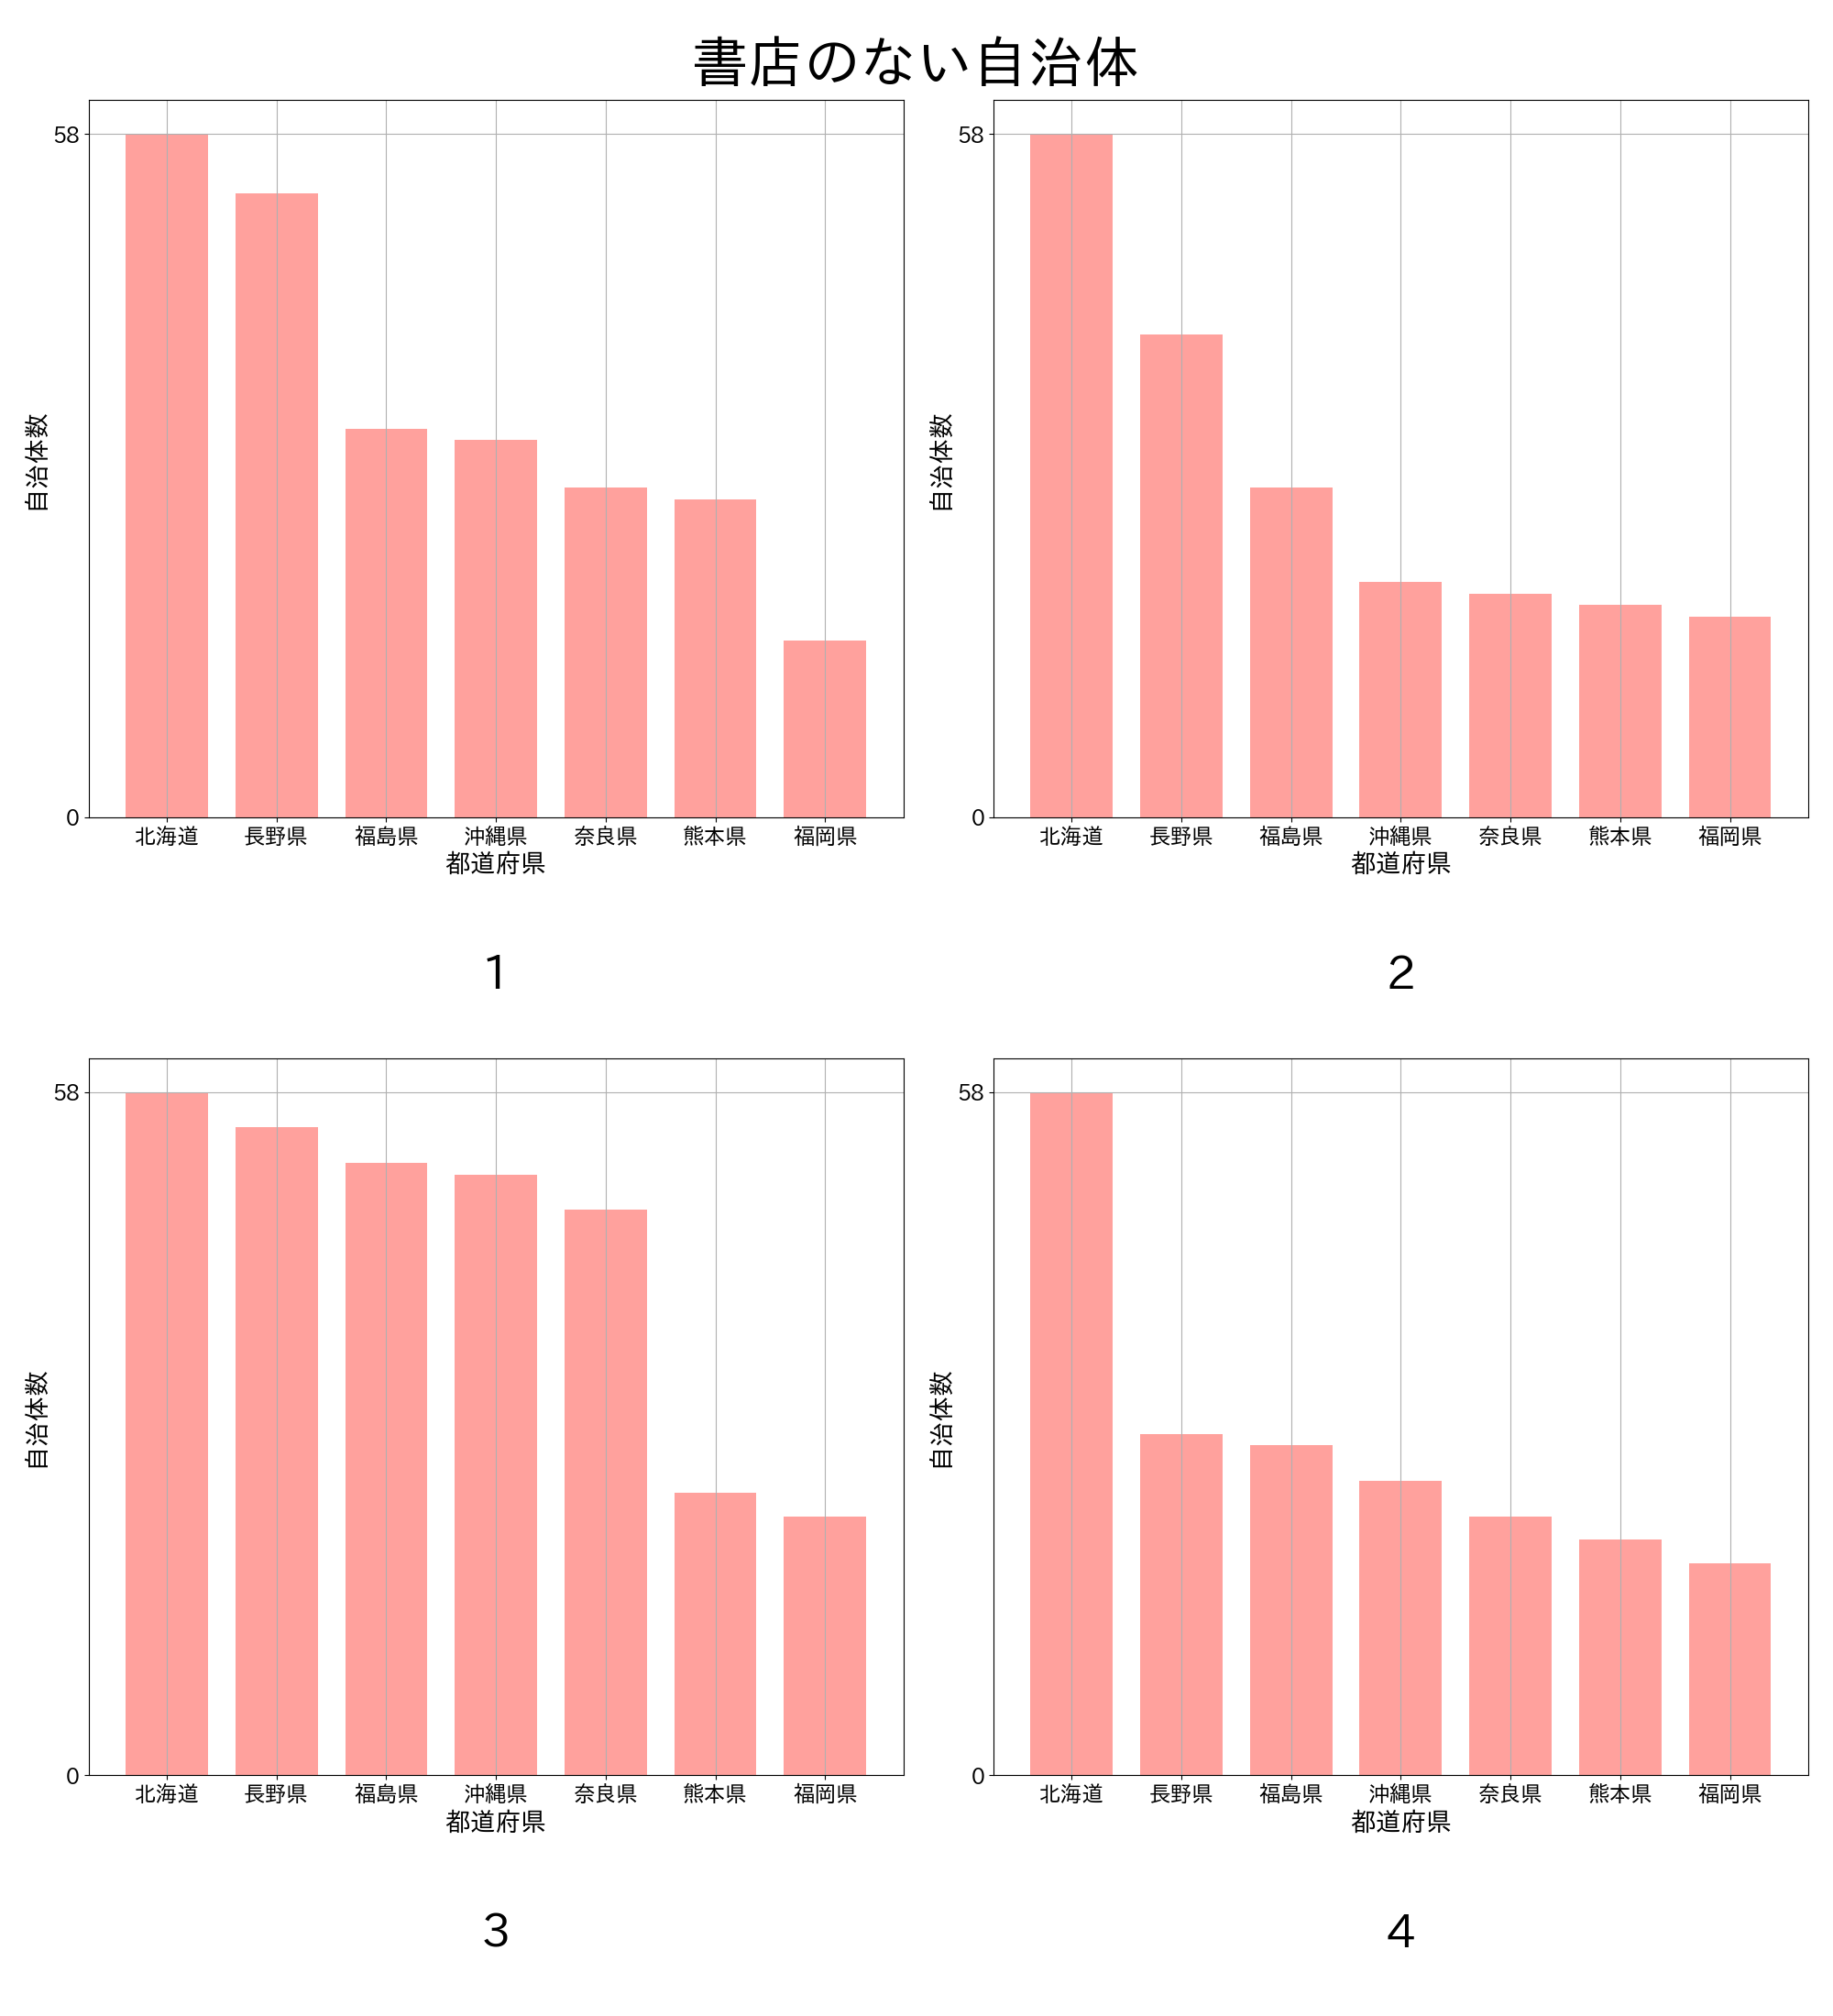 書店のない自治体
58
0
自治体数
北海道 長野県 福島県 沖縄県 奈良県 熊本県 福岡県
都道府県
1
58
0
自治体数
北海道 長野県 福島県 沖縄県 奈良県 熊本県 福岡県
都道府県
2
58
0
自治体数
北海道 長野県 福島県 沖縄県 奈良県 熊本県 福岡県
都道府県
3
58
0
自治体数
北海道 長野県 福島県 沖縄県 奈良県 熊本県 福岡県
都道府県
4